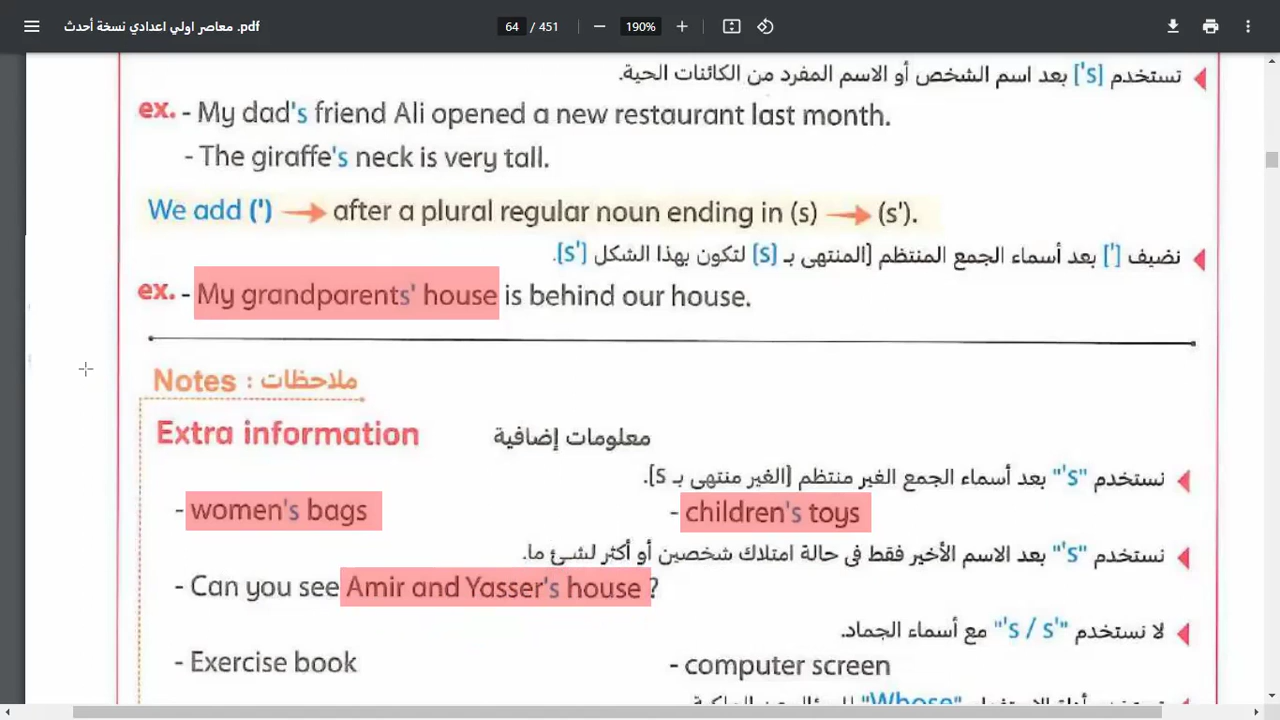 معاصر اولي اعدادي نسخة أحدث.pdf
64 / 451
190%
تستخدم ['s] بعد اسم الشخص أو الاسم المفرد من الكائنات الحية.
ex. - My dad's friend Ali opened a new restaurant last month.
- The giraffe's neck is very tall.
We add (') → after a plural regular noun ending in (s) → (s').
نضيف ['] بعد أسماء الجمع المنتظم [المنتهى بـ [s] لتكون بهذا الشكل [s'].
ex. - My grandparents' house is behind our house.
Notes : ملاحظات
Extra information معلومات إضافية
نستخدم "'s" بعد أسماء الجمع الغير منتظم [الغير منتهى بـ s].
- women's bags - children's toys
نستخدم "'s" بعد الاسم الأخير فقط فى حالة امتلاك شخصين أو أكثر لشئ ما.
- Can you see Amir and Yasser's house ?
لا نستخدم "'s / s'" مع أسماء الجماد.
- Exercise book - computer screen
"Whose"